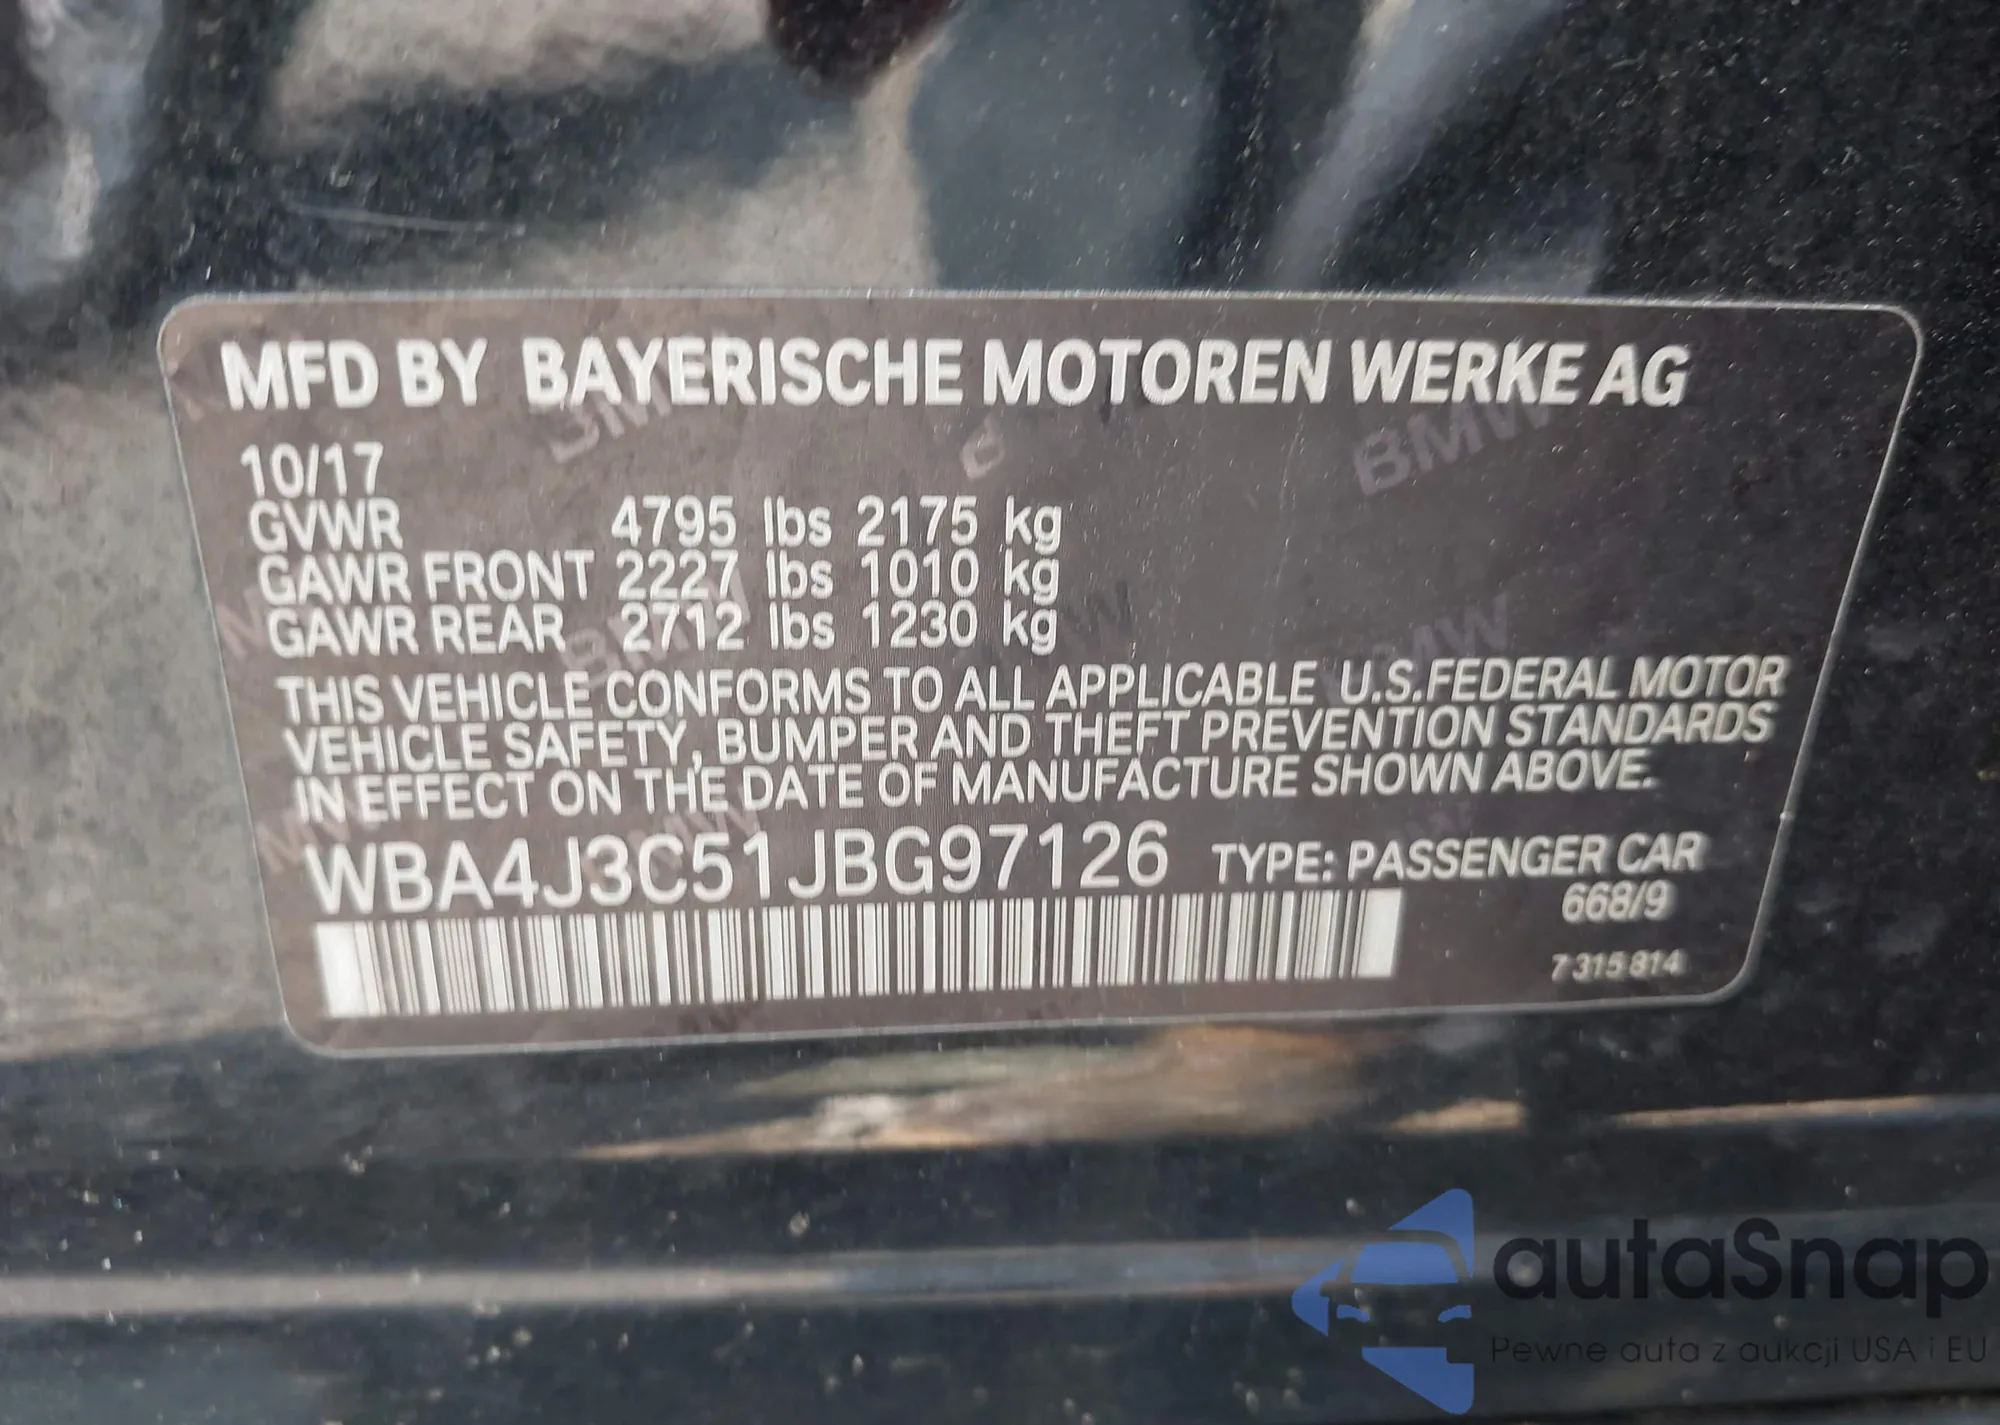 MFD BY BAYERISCHE MOTOREN WERKE AG
10/17
GVWR 4795 lbs 2175 kg
GAWR FRONT 2227 lbs 1010 kg
GAWR REAR 2712 lbs 1230 kg
THIS VEHICLE CONFORMS TO ALL APPLICABLE U.S.FEDERAL MOTOR
VEHICLE SAFETY, BUMPER AND THEFT PREVENTION STANDARDS
IN EFFECT ON THE DATE OF MANUFACTURE SHOWN ABOVE.
WBA4J3C51JBG97126 TYPE: PASSENGER CAR
668/9
7 315 814
autaSnap
Pewne auta z aukcji USA i EU